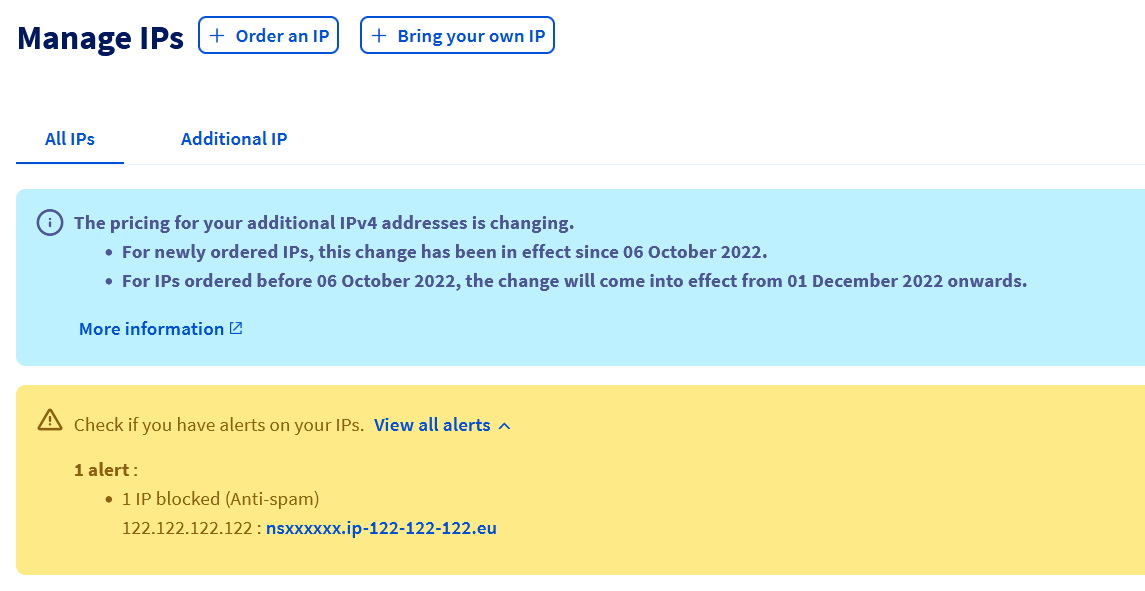 Manage IPs + Order an IP + Bring your own IP
All IPs Additional IP
The pricing for your additional IPv4 addresses is changing.
• For newly ordered IPs, this change has been in effect since 06 October 2022.
• For IPs ordered before 06 October 2022, the change will come into effect from 01 December 2022 onwards.
More information
Check if you have alerts on your IPs. View all alerts
1 alert :
• 1 IP blocked (Anti-spam)
122.122.122.122 : nsxxxxxx.ip-122-122-122.eu